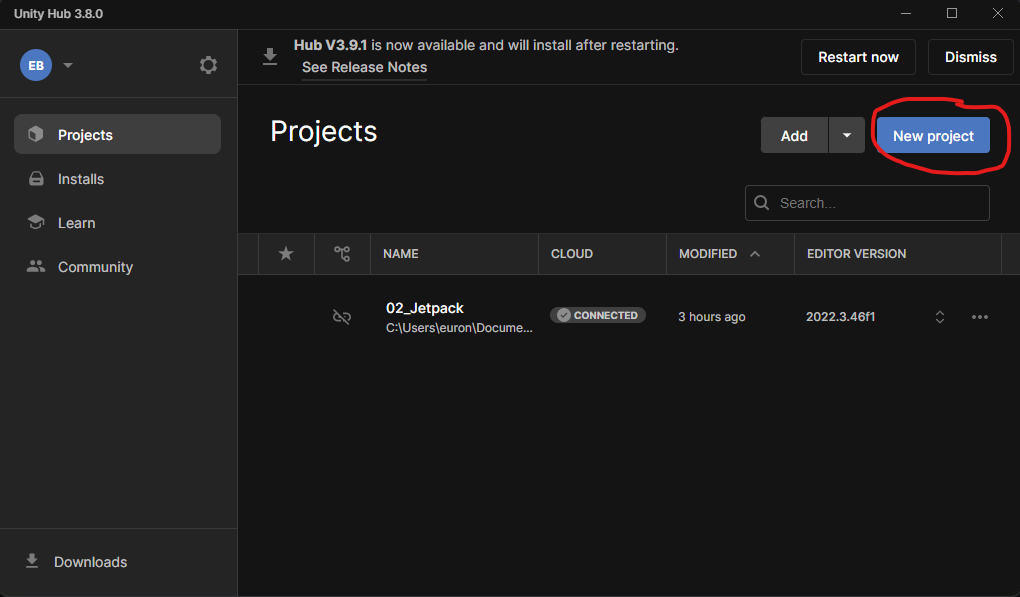 Unity Hub 3.8.0
EB
Hub V3.9.1 is now available and will install after restarting.
See Release Notes
Restart now
Dismiss
Projects
Installs
Learn
Community
Downloads
Projects
Add
New project
Search...
NAME
CLOUD
MODIFIED
EDITOR VERSION
02_Jetpack
C:\Users\euron\Docume...
CONNECTED
3 hours ago
2022.3.46f1